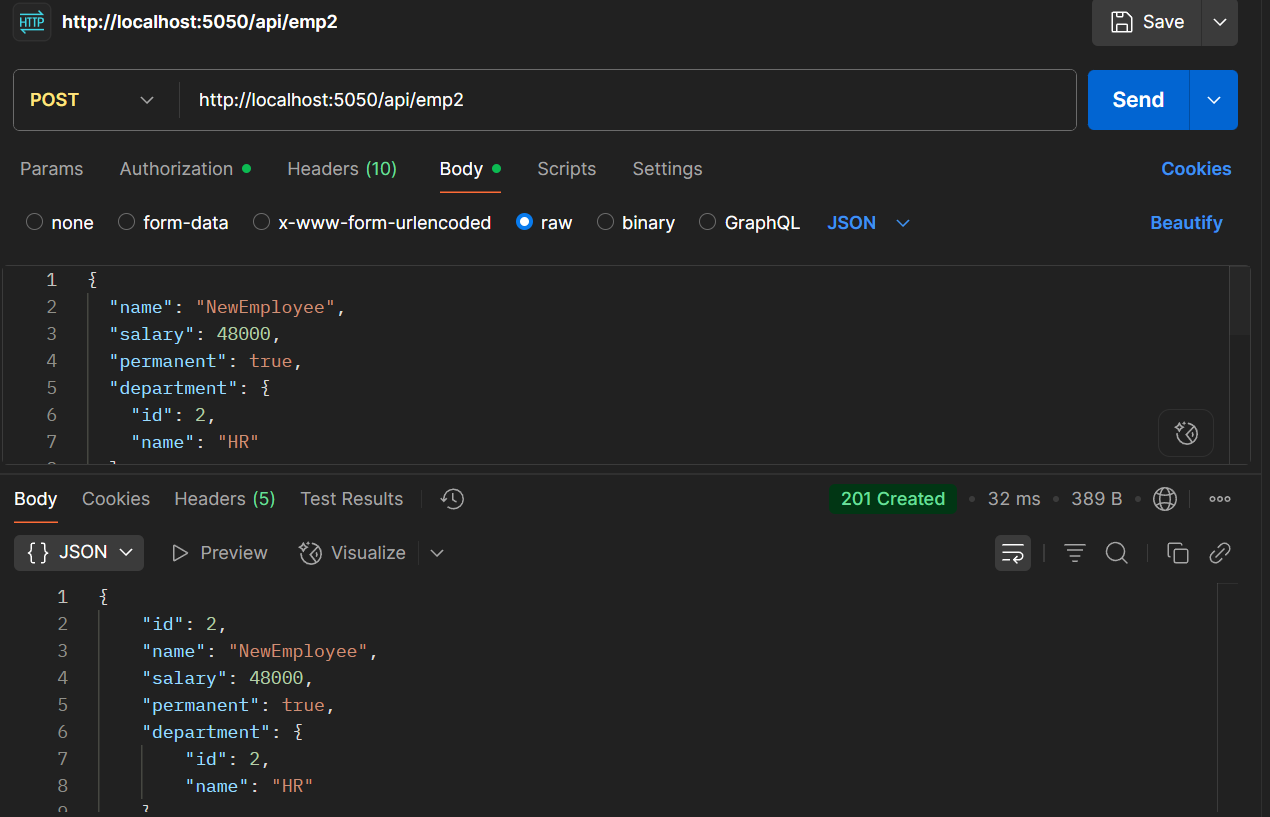 HTTP http://localhost:5050/api/emp2 Save
POST http://localhost:5050/api/emp2 Send
Params Authorization Headers (10) Body Scripts Settings Cookies
none form-data x-www-form-urlencoded raw binary GraphQL JSON Beautify
1 {
2 "name": "NewEmployee",
3 "salary": 48000,
4 "permanent": true,
5 "department": {
6 "id": 2,
7 "name": "HR"
Body Cookies Headers (5) Test Results 201 Created • 32 ms • 389 B •
{} JSON Preview Visualize
1 {
2 "id": 2,
3 "name": "NewEmployee",
4 "salary": 48000,
5 "permanent": true,
6 "department": {
7 "id": 2,
8 "name": "HR"